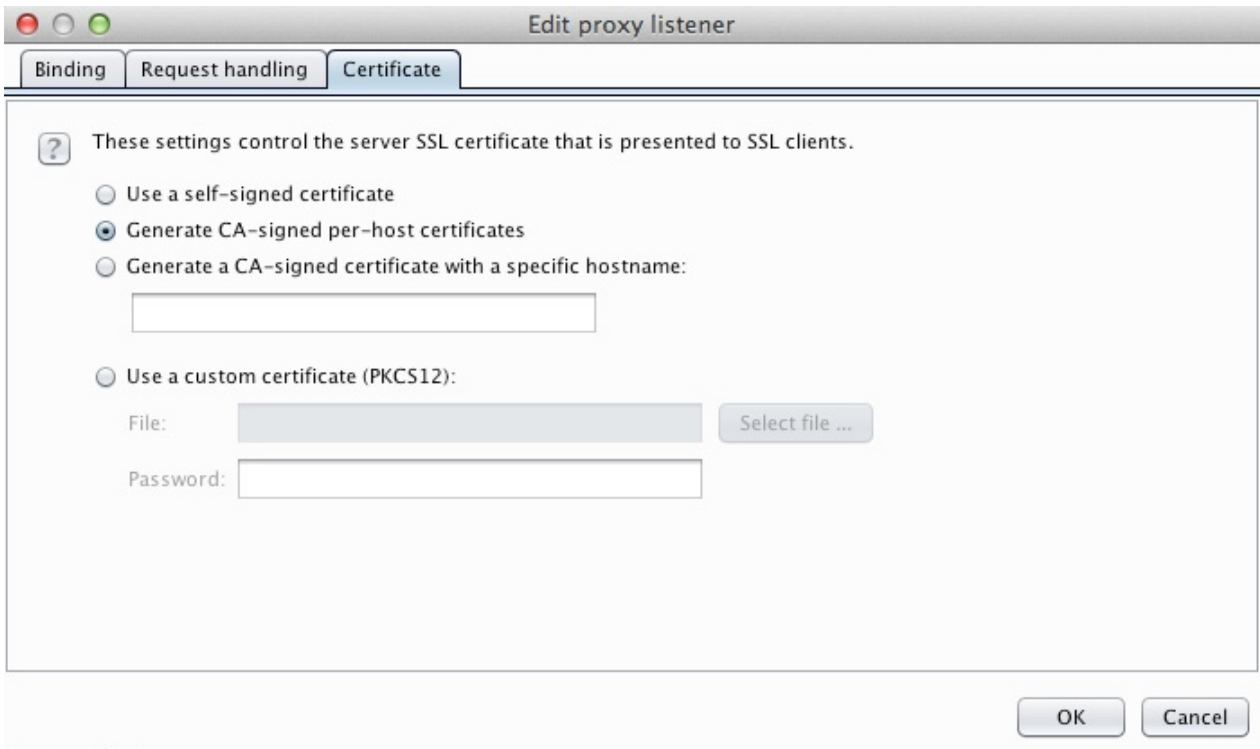 Edit proxy listener
Binding Request handling Certificate
? These settings control the server SSL certificate that is presented to SSL clients.
Use a self-signed certificate
Generate CA-signed per-host certificates
Generate a CA-signed certificate with a specific hostname:
Use a custom certificate (PKCS12):
File: Select file ...
Password:
OK Cancel